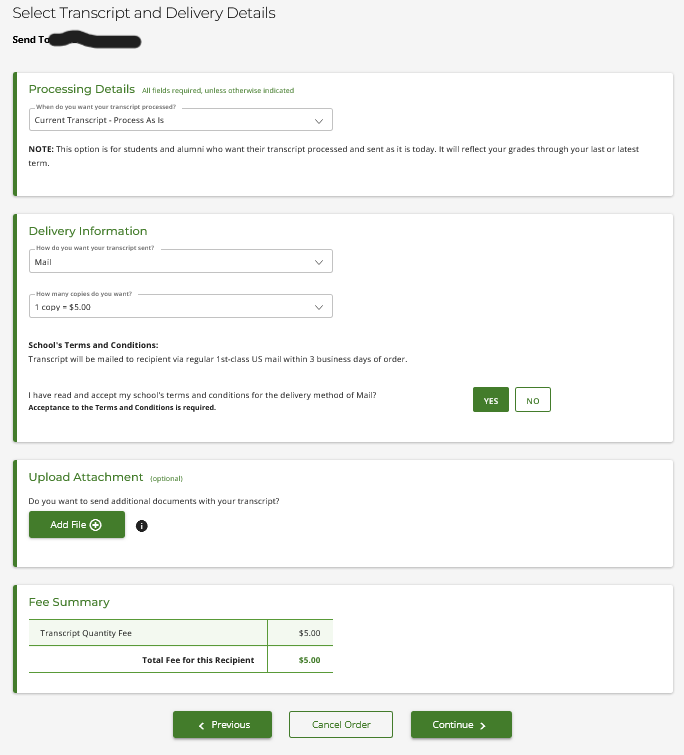 Select Transcript and Delivery Details
Send To
Processing Details All fields required, unless otherwise indicated
When do you want your transcript processed?
Current Transcript - Process As Is
NOTE: This option is for students and alumni who want their transcript processed and sent as it is today. It will reflect your grades through your last or latest
term.
Delivery Information
How do you want your transcript sent?
Mail
How many copies do you want?
1 copy = $5.00
School's Terms and Conditions:
Transcript will be mailed to recipient via regular 1st-class US mail within 3 business days of order.
I have read and accept my school's terms and conditions for the delivery method of Mail? YES NO
Acceptance to the Terms and Conditions is required.
Upload Attachment (optional)
Do you want to send additional documents with your transcript?
Add File
Fee Summary
Transcript Quantity Fee $5.00
Total Fee for this Recipient $5.00
Previous Cancel Order Continue